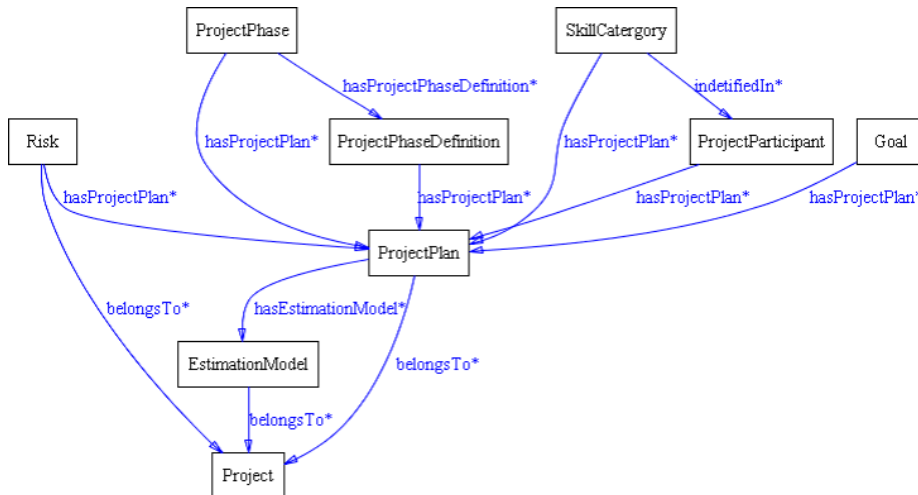 ProjectPhase
SkillCatergory
hasProjectPhaseDefinition*
indetifiedIn*
Risk
hasProjectPlan*
ProjectPhaseDefinition
hasProjectPlan*
ProjectParticipant
Goal
hasProjectPlan*
hasProjectPlan*
hasProjectPlan*
hasProjectPlan*
ProjectPlan
belongsTo*
hasEstimationModel*
EstimationModel
belongsTo*
belongsTo*
Project